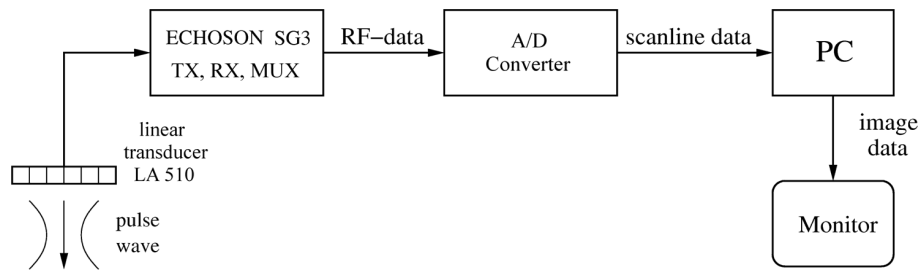 ECHOSON SG3
TX, RX, MUX
RF−data
A/D
Converter
scanline data
PC
image
data
Monitor
linear
transducer
LA 510
pulse
wave